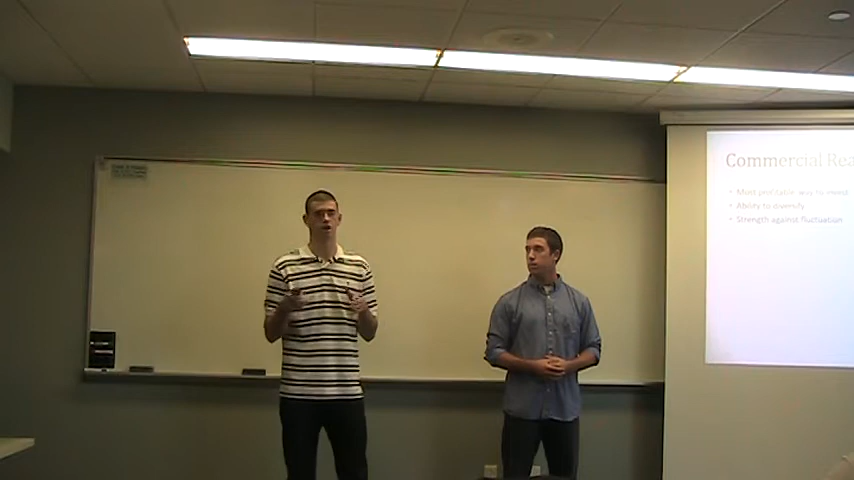 Commercial Rea
• Most profitable way to invest
• Ability to diversify
• Strength against fluctuation